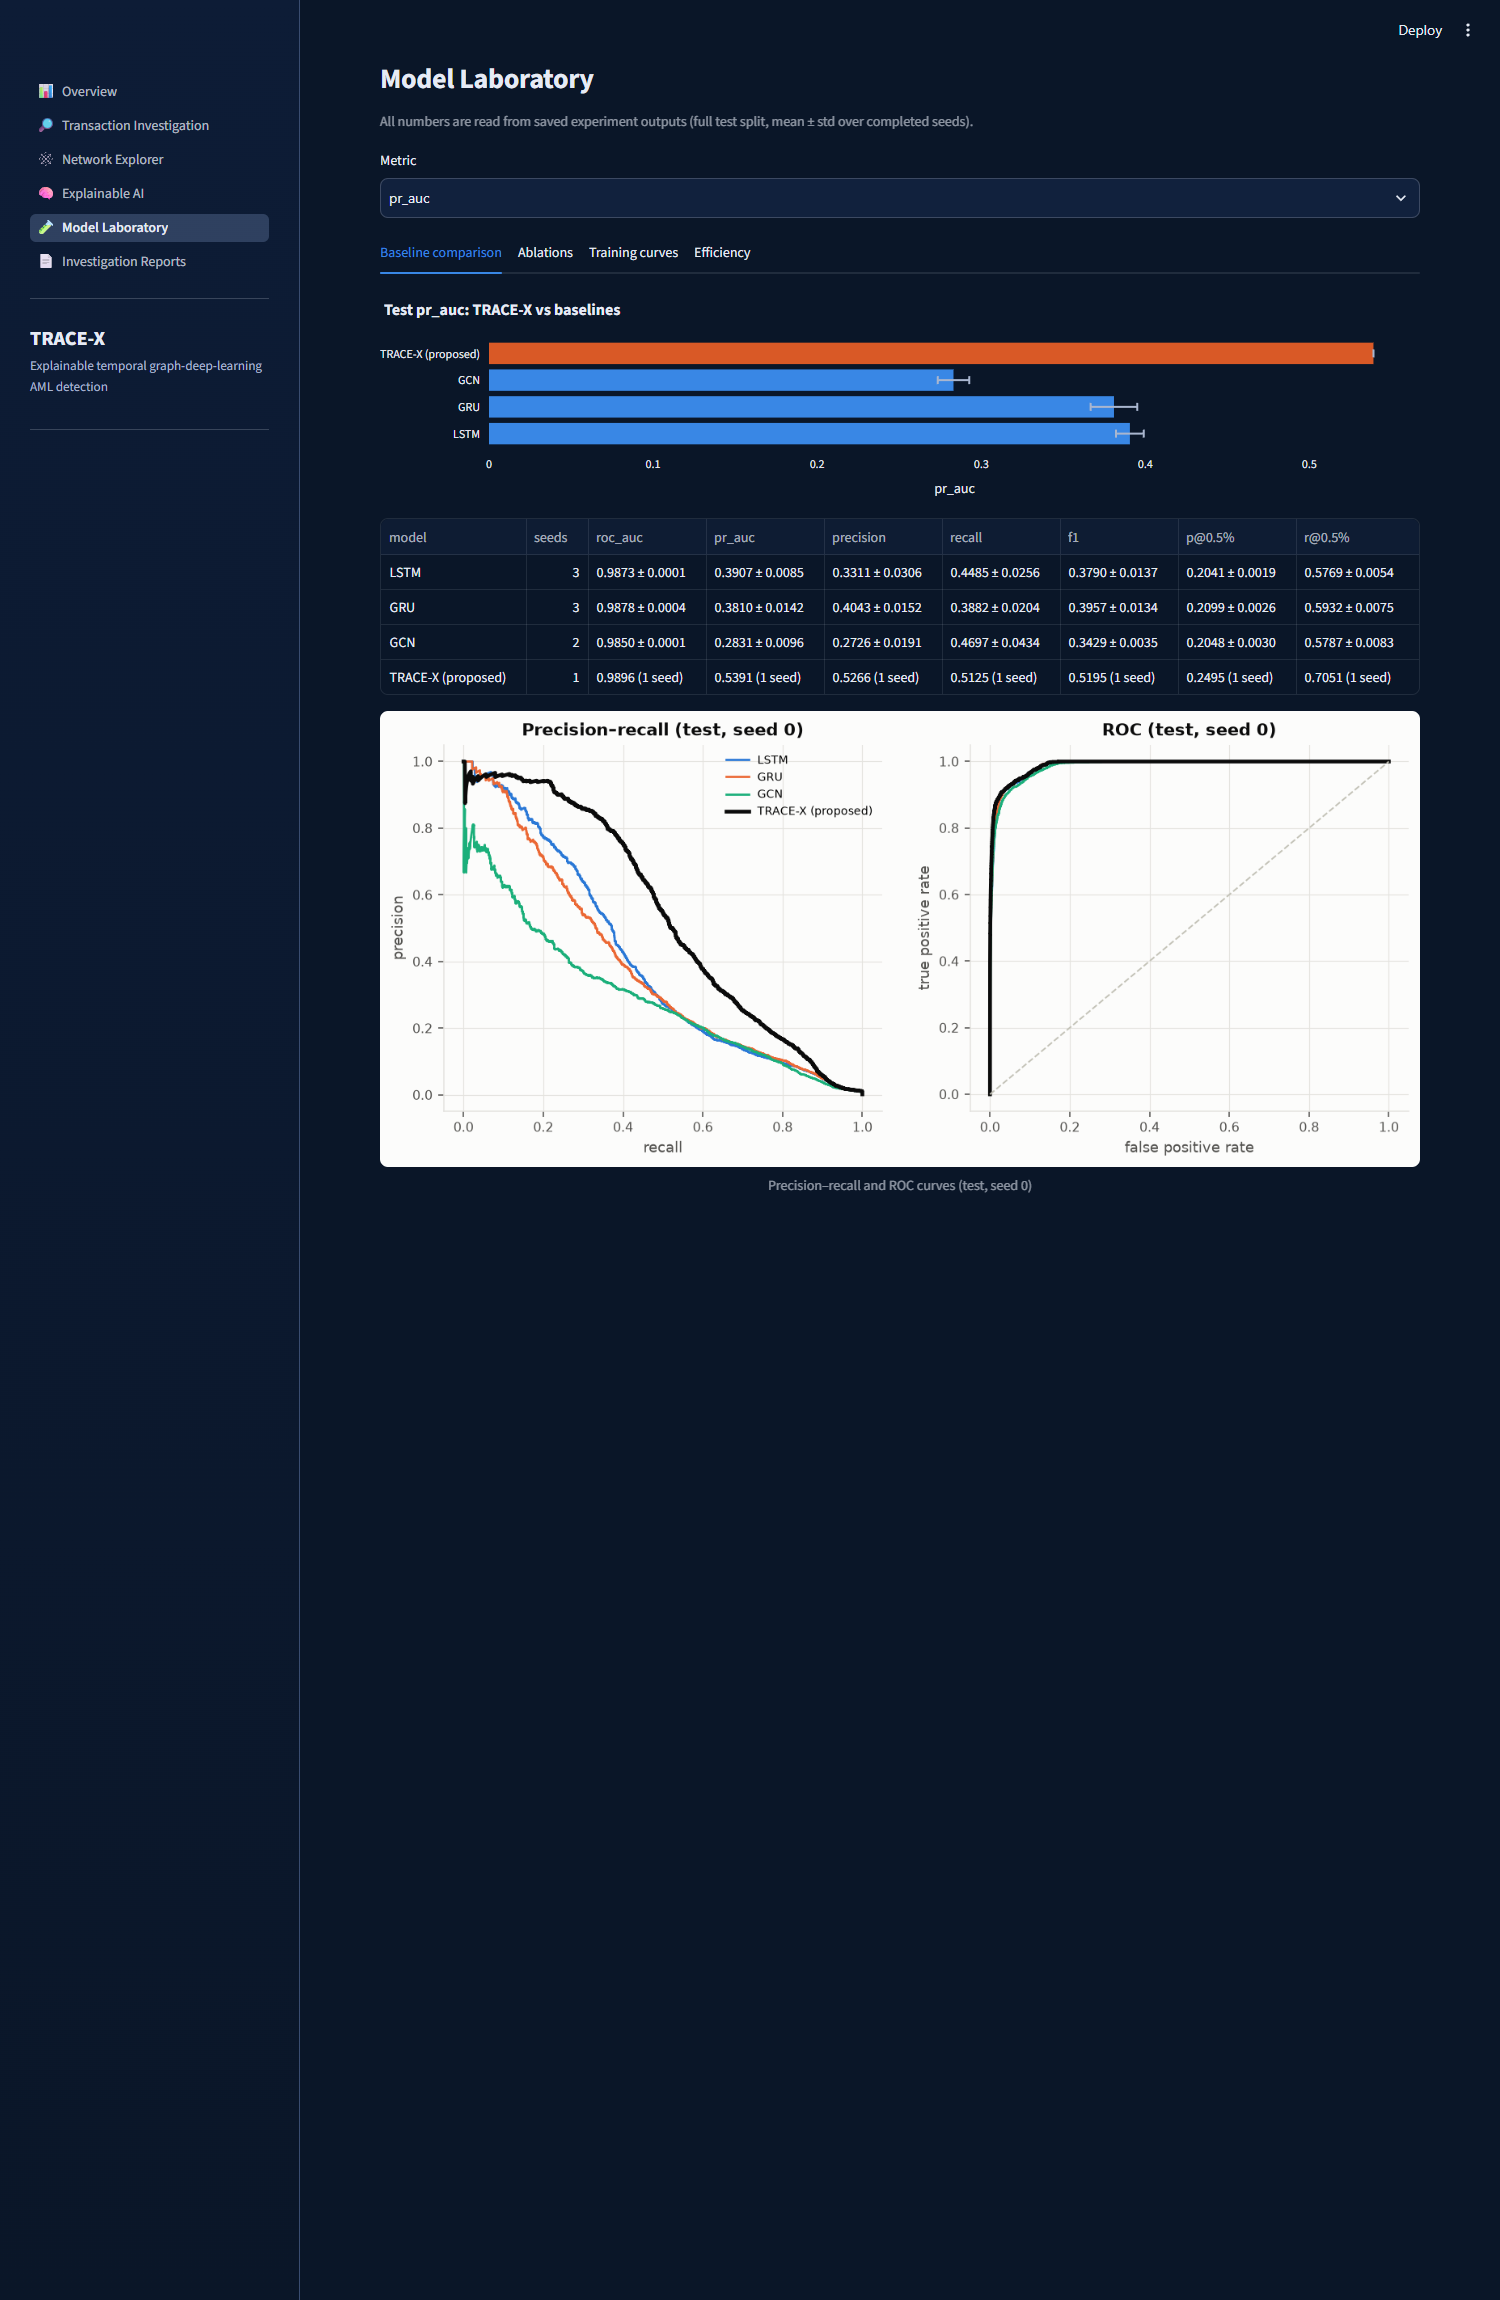 Deploy
Overview
Transaction Investigation
Network Explorer
Explainable AI
Model Laboratory
Investigation Reports
TRACE-X
Explainable temporal graph-deep-learning
AML detection
Model Laboratory
All numbers are read from saved experiment outputs (full test split, mean ± std over completed seeds).
Metric
pr_auc
Baseline comparison Ablations Training curves Efficiency
Test pr_auc: TRACE-X vs baselines
TRACE-X (proposed)
GCN
GRU
LSTM
0 0.1 0.2 0.3 0.4 0.5
pr_auc
model seeds roc_auc pr_auc precision recall f1 p@0.5% r@0.5%
LSTM 3 0.9873 ± 0.0001 0.3907 ± 0.0085 0.3311 ± 0.0306 0.4485 ± 0.0256 0.3790 ± 0.0137 0.2041 ± 0.0019 0.5769 ± 0.0054
GRU 3 0.9878 ± 0.0004 0.3810 ± 0.0142 0.4043 ± 0.0152 0.3882 ± 0.0204 0.3957 ± 0.0134 0.2099 ± 0.0026 0.5932 ± 0.0075
GCN 2 0.9850 ± 0.0001 0.2831 ± 0.0096 0.2726 ± 0.0191 0.4697 ± 0.0434 0.3429 ± 0.0035 0.2048 ± 0.0030 0.5787 ± 0.0083
TRACE-X (proposed) 1 0.9896 (1 seed) 0.5391 (1 seed) 0.5266 (1 seed) 0.5125 (1 seed) 0.5195 (1 seed) 0.2495 (1 seed) 0.7051 (1 seed)
Precision–recall (test, seed 0)
LSTM
GRU
GCN
TRACE-X (proposed)
precision
1.0
0.8
0.6
0.4
0.2
0.0
0.0 0.2 0.4 0.6 0.8 1.0
recall
ROC (test, seed 0)
true positive rate
1.0
0.8
0.6
0.4
0.2
0.0
0.0 0.2 0.4 0.6 0.8 1.0
false positive rate
Precision–recall and ROC curves (test, seed 0)